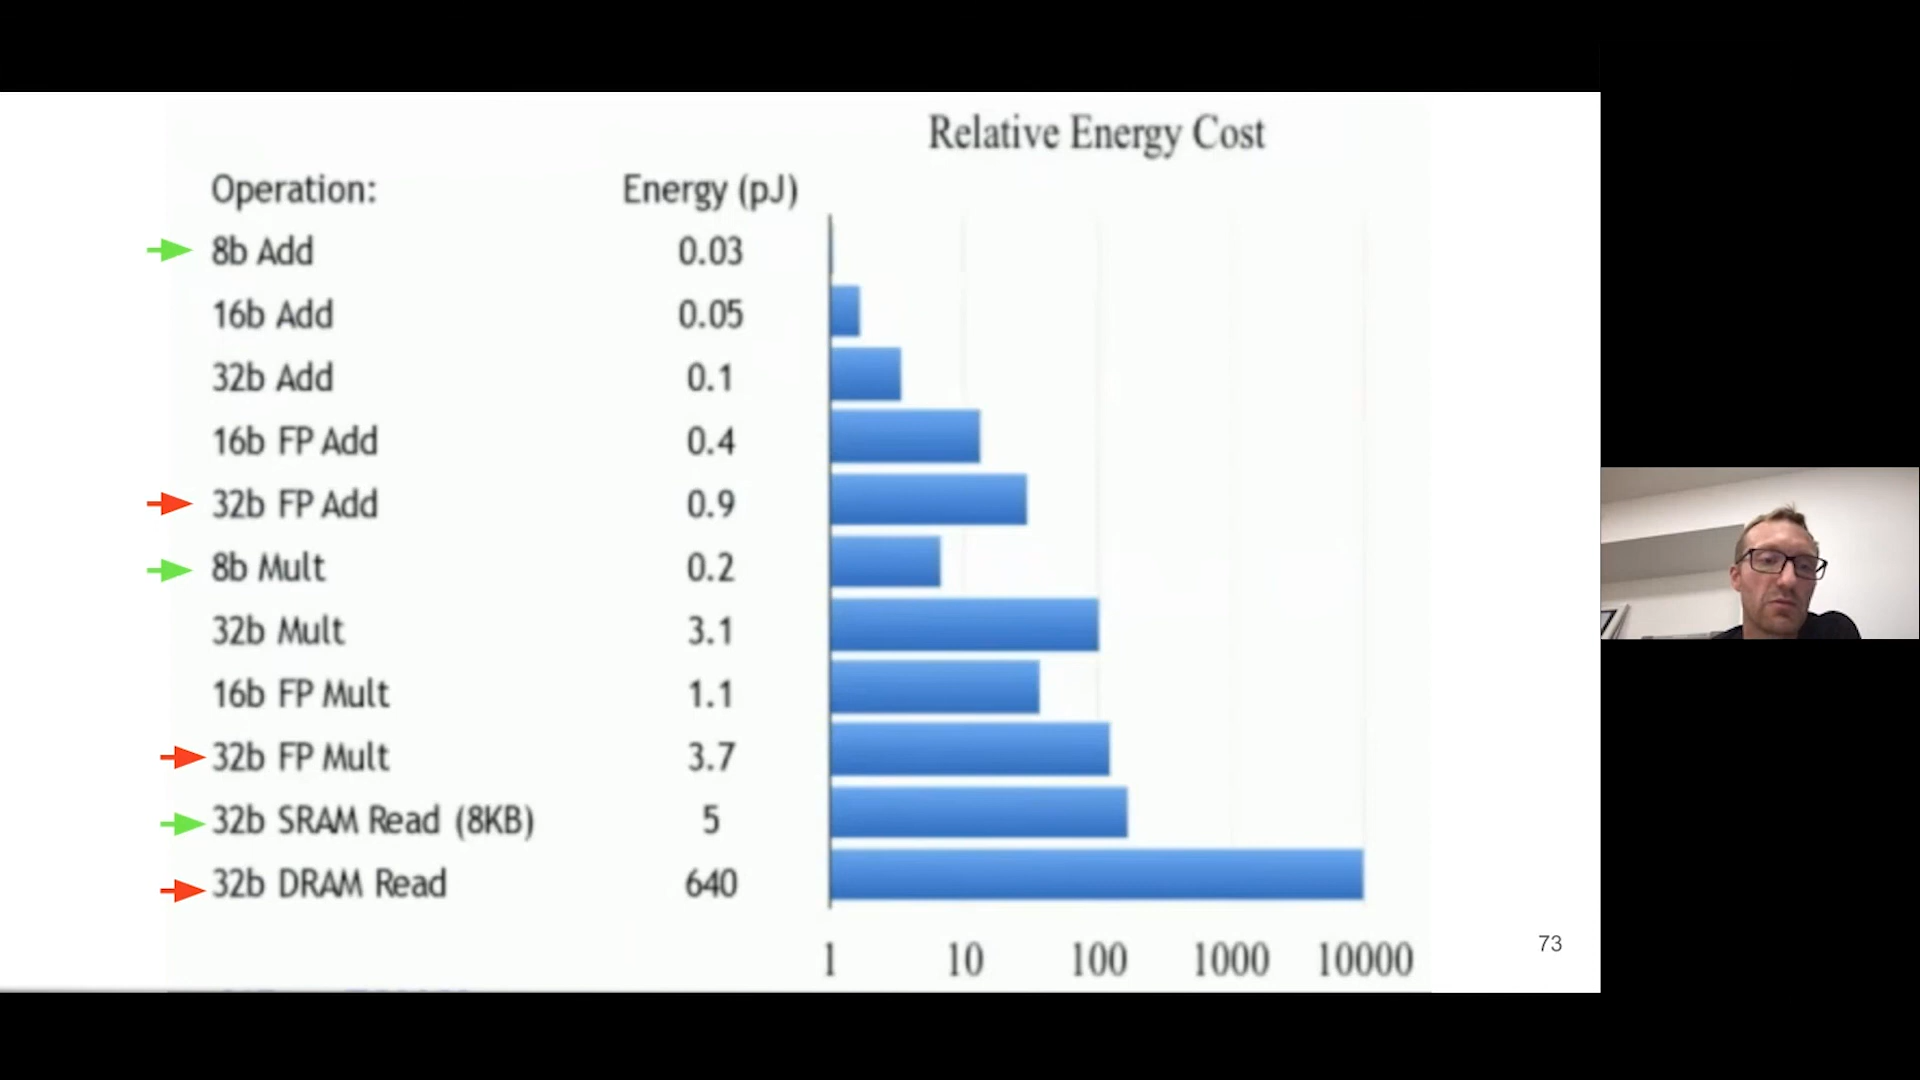 Relative Energy Cost
Operation: Energy (pJ)
8b Add 0.03
16b Add 0.05
32b Add 0.1
16b FP Add 0.4
32b FP Add 0.9
8b Mult 0.2
32b Mult 3.1
16b FP Mult 1.1
32b FP Mult 3.7
32b SRAM Read (8KB) 5
32b DRAM Read 640
1 10 100 1000 10000
73